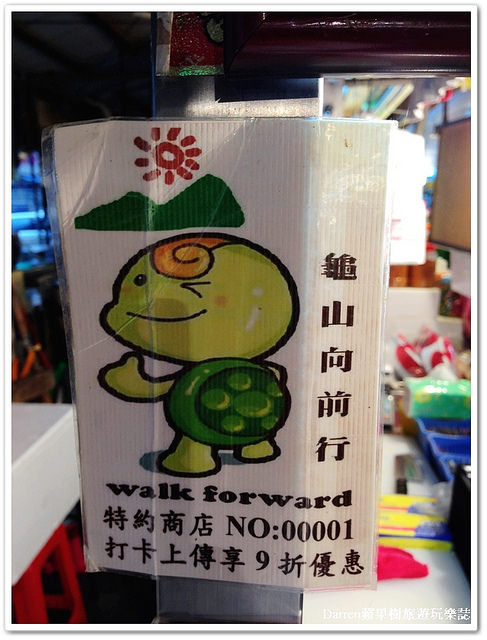 龜山向前行
walk forward
特約商店 NO:00001
打卡上傳享9折優惠
Darren蘋果樹旅遊玩樂誌